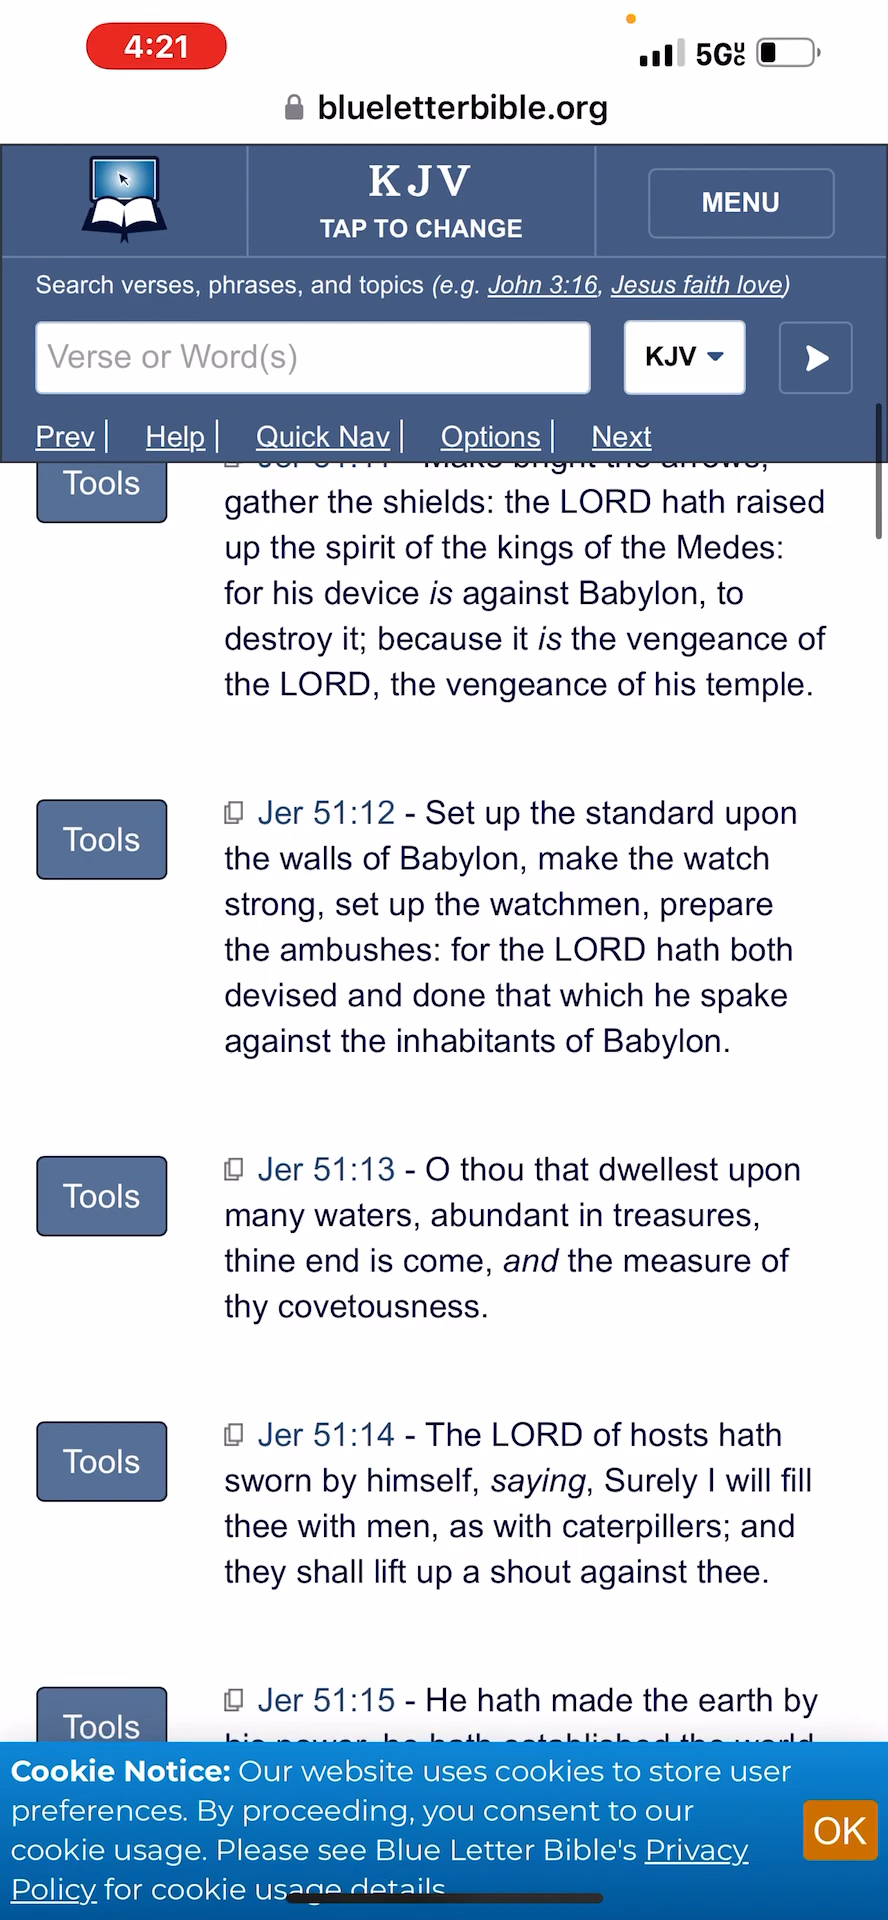 4:21
5G UC
blueletterbible.org
KJV
TAP TO CHANGE
MENU
Search verses, phrases, and topics (e.g. John 3:16, Jesus faith love)
Verse or Word(s)
KJV
Prev | Help | Quick Nav | Options | Next
Tools
gather the shields: the LORD hath raised
up the spirit of the kings of the Medes:
for his device is against Babylon, to
destroy it; because it is the vengeance of
the LORD, the vengeance of his temple.
Tools
Jer 51:12 - Set up the standard upon
the walls of Babylon, make the watch
strong, set up the watchmen, prepare
the ambushes: for the LORD hath both
devised and done that which he spake
against the inhabitants of Babylon.
Tools
Jer 51:13 - O thou that dwellest upon
many waters, abundant in treasures,
thine end is come, and the measure of
thy covetousness.
Tools
Jer 51:14 - The LORD of hosts hath
sworn by himself, saying, Surely I will fill
thee with men, as with caterpillers; and
they shall lift up a shout against thee.
Tools
Jer 51:15 - He hath made the earth by
Cookie Notice: Our website uses cookies to store user
preferences. By proceeding, you consent to our
cookie usage. Please see Blue Letter Bible's Privacy
Policy for cookie usage details
OK